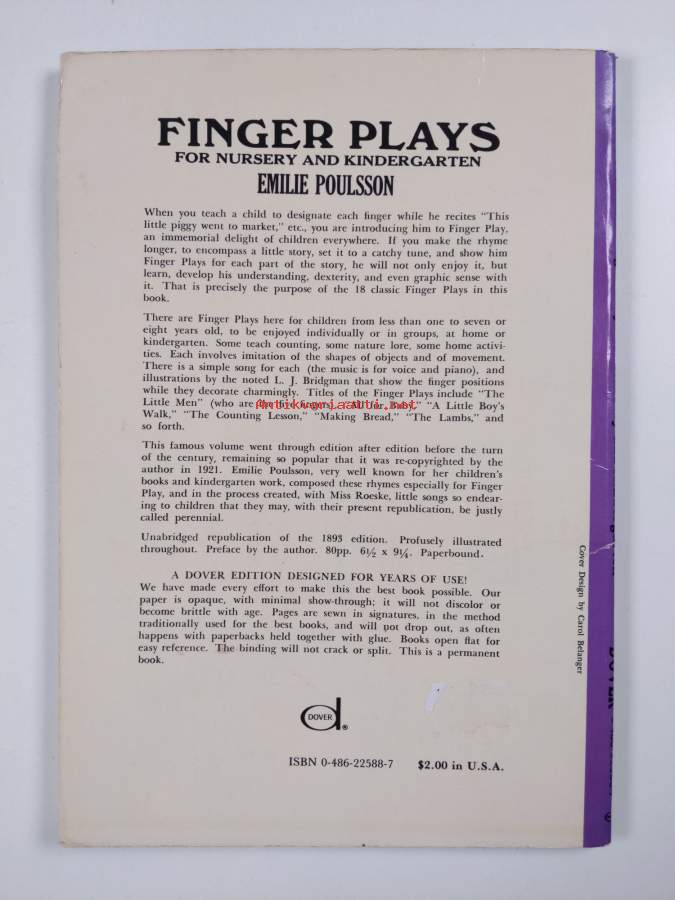 FINGER PLAYS
FOR NURSERY AND KINDERGARTEN
EMILIE POULSSON
When you teach a child to designate each finger while he recites "This
little piggy went to market," etc., you are introducing him to Finger Play,
an immemorial delight of children everywhere. If you make the rhyme
longer, to encompass a little story, set it to a catchy tune, and show him
Finger Plays for each part of the story, he will not only enjoy it, but
learn, develop his understanding, dexterity, and even graphic sense with
it. That is precisely the purpose of the 18 classic Finger Plays in this
book.
There are Finger Plays here for children from less than one to seven or
eight years old, to be enjoyed individually or in groups, at home or
kindergarten. Some teach counting, some nature lore, some home activi-
ties. Each involves imitation of the shapes of objects and of movement.
There is a simple song for each (the music is for voice and piano), and
illustrations by the noted L. J. Bridgman that show the finger positions
while they decorate charmingly. Titles of the Finger Plays include "The
Little Men" (who are "All for Baby," "A Little Boy's
Antikvariaatti.net
Walk," "The Counting Lesson," "Making Bread," "The Lambs," and
so forth.
This famous volume went through edition after edition before the turn
of the century, remaining so popular that it was re-copyrighted by the
author in 1921. Emilie Poulsson, very well known for her children's
books and kindergarten work, composed these rhymes especially for Finger
Play, and in the process created, with Miss Roeske, little songs so endear-
ing to children that they may, with their present republication, be justly
called perennial.
Unabridged republication of the 1893 edition. Profusely illustrated
throughout. Preface by the author. 80pp. 6½ x 9¼. Paperbound.
A DOVER EDITION DESIGNED FOR YEARS OF USE!
We have made every effort to make this the best book possible. Our
paper is opaque, with minimal show-through; it will not discolor or
become brittle with age. Pages are sewn in signatures, in the method
traditionally used for the best books, and will not drop out, as often
happens with paperbacks held together with glue. Books open flat for
easy reference. The binding will not crack or split. This is a permanent
book.
DOVER ®
ISBN 0-486-22588-7 $2.00 in U.S.A.
Cover Design by Carol Belanger